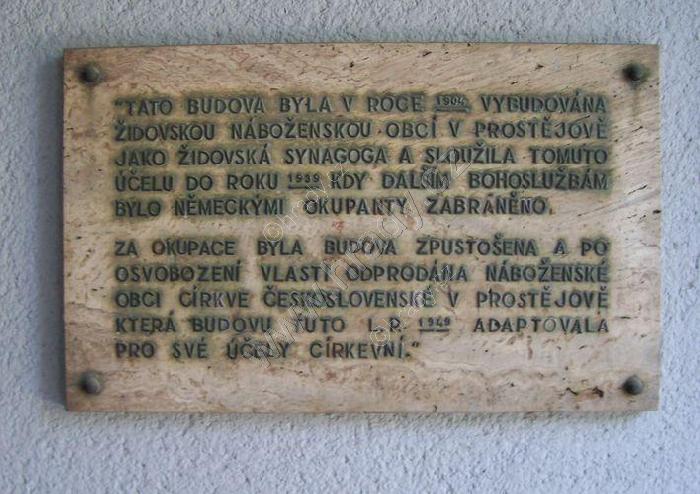 "TATO BUDOVA BYLA V ROCE 1904 VYBUDOVÁNA
ŽIDOVSKOU NÁBOŽENSKOU OBCÍ V PROSTĚJOVĚ
JAKO ŽIDOVSKÁ SYNAGOGA A SLOUŽILA TOMUTO
ÚČELU DO ROKU 1939 KDY DALŠÍM BOHOSLUŽBÁM
BYLO NĚMECKÝMI OKUPANTY ZABRÁNĚNO.
ZA OKUPACE BYLA BUDOVA ZPUSTOŠENA A PO
OSVOBOZENÍ VLASTI ODPRODÁNA NÁBOŽENSKÉ
OBCI CÍRKVE ČESKOSLOVENSKÉ V PROSTĚJOVĚ
KTERÁ BUDOVU TUTO L.P. 1949 ADAPTOVALA
PRO SVÉ ÚČELY CÍRKEVNÍ."